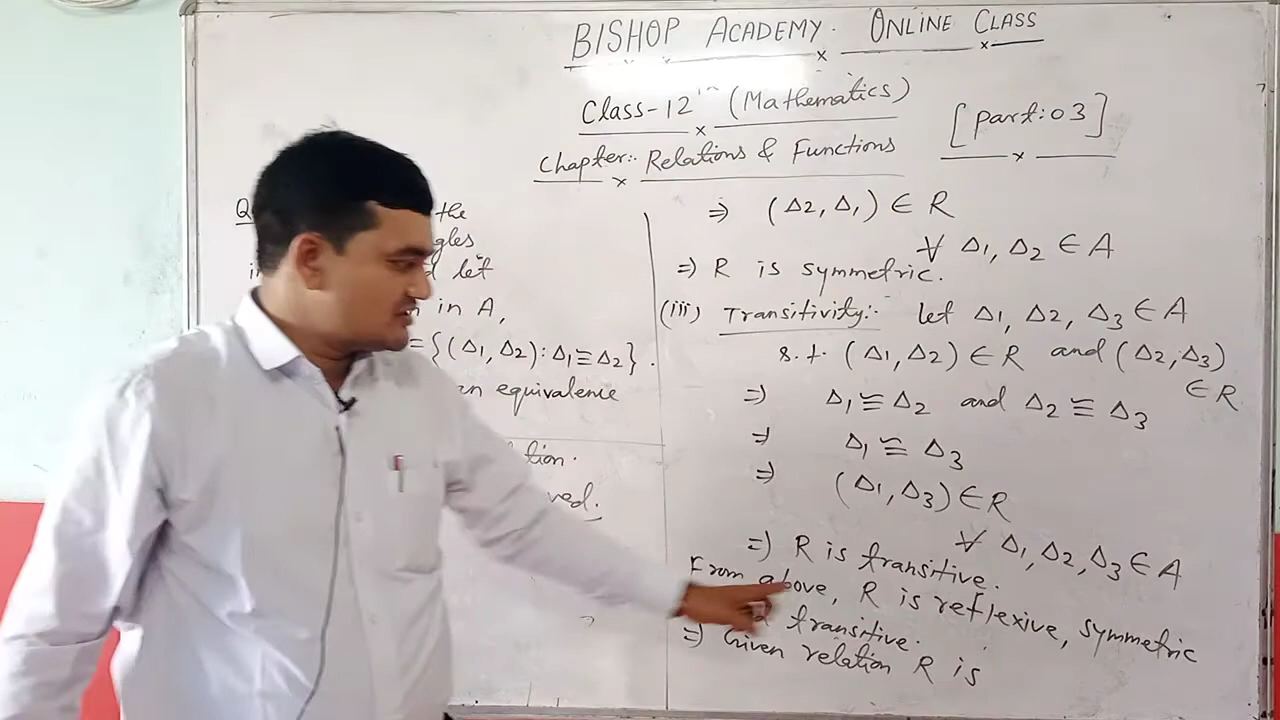 BISHOP ACADEMY. ONLINE CLASS
Class-12th (Mathematics)
[Part:03]
Chapter:- Relations & Functions
the
gles
let
in A,
={(Δ1, Δ2): Δ1≅Δ2}.
an equivalence
tion.
ved.
⇒ (Δ2, Δ1) ∈ R
∀ Δ1, Δ2 ∈ A
⇒ R is symmetric.
(iii) Transitivity:- let Δ1, Δ2, Δ3 ∈ A
s.t. (Δ1, Δ2) ∈ R and (Δ2, Δ3)
∈ R.
⇒ Δ1 ≅ Δ2 and Δ2 ≅ Δ3
⇒ Δ1 ≅ Δ3
⇒ (Δ1, Δ3) ∈ R
∀ Δ1, Δ2, Δ3 ∈ A
⇒ R is transitive.
From above, R is reflexive, symmetric
transitive.
⇒ Given relation R is